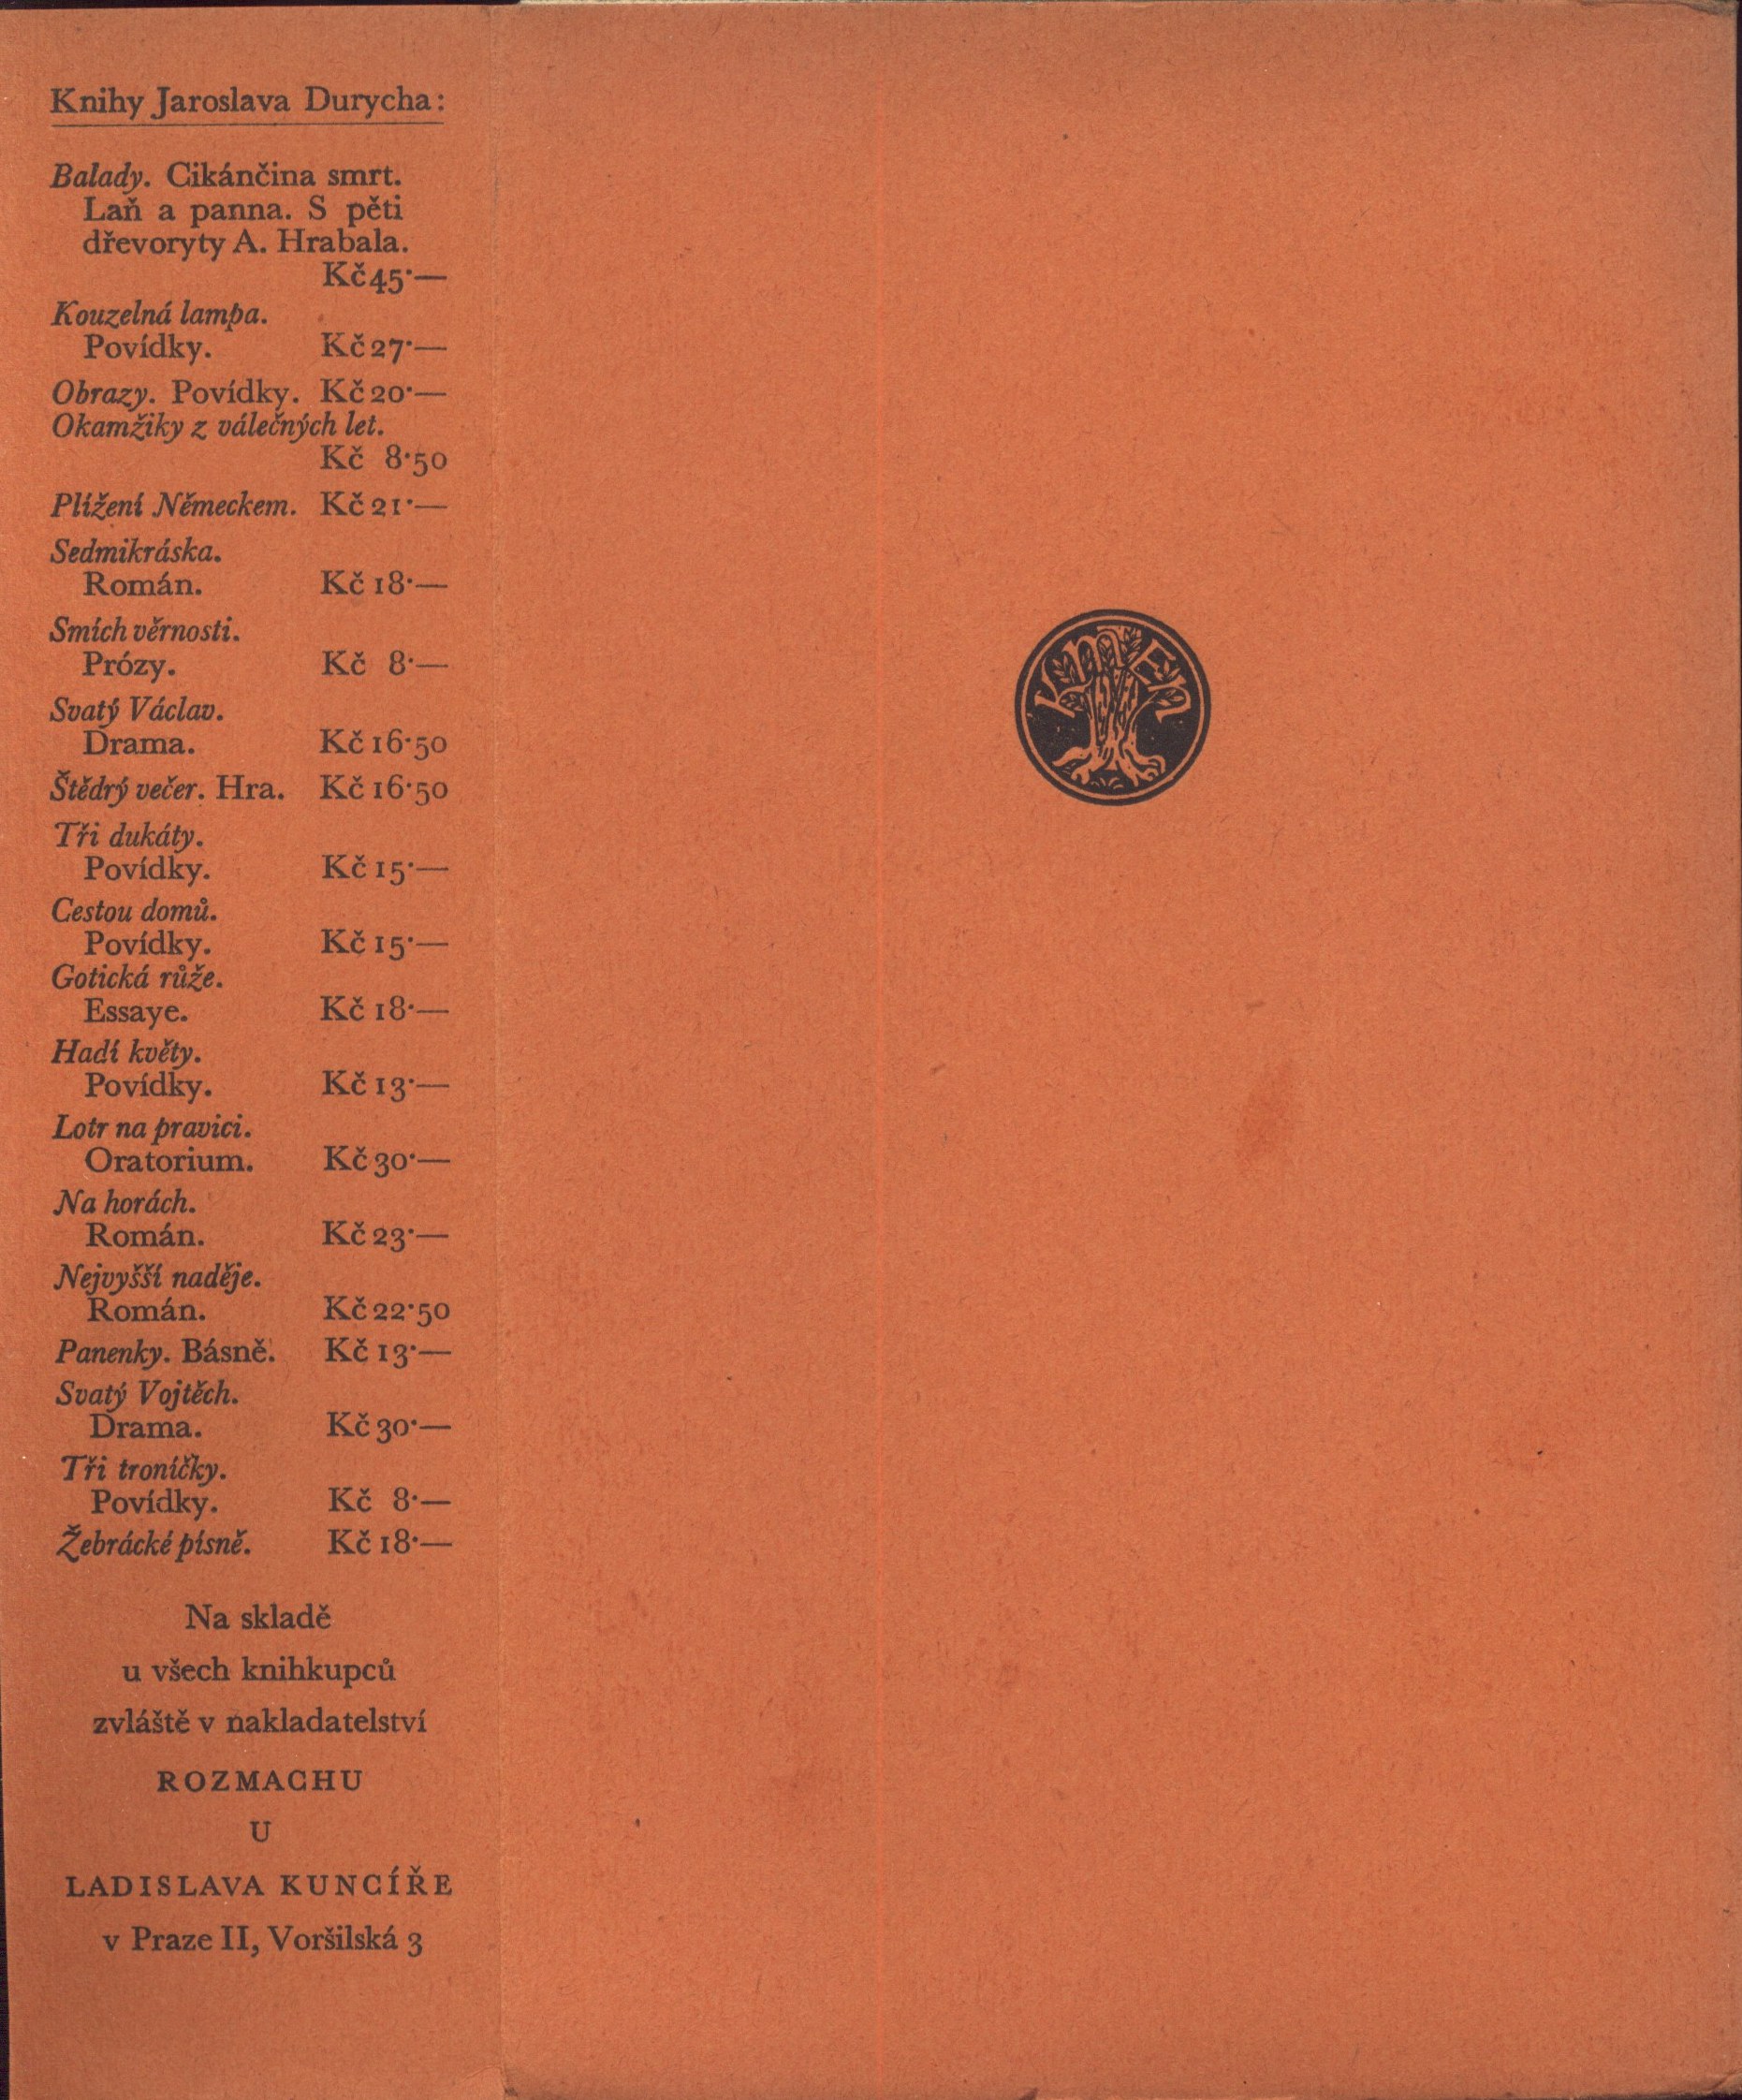 Knihy Jaroslava Durycha:
Balady. Cikánčina smrt.
Laň a panna. S pěti
dřevoryty A. Hrabala.
Kč 45·—
Kouzelná lampa.
Povídky. Kč 27·—
Obrazy. Povídky. Kč 20·—
Okamžiky z válečných let.
Kč 8·50
Plížení Německem. Kč 21·—
Sedmikráska.
Román. Kč 18·—
Smích věrnosti.
Prózy. Kč 8·—
Svatý Václav.
Drama. Kč 16·50
Štědrý večer. Hra. Kč 16·50
Tři dukáty.
Povídky. Kč 15·—
Cestou domů.
Povídky. Kč 15·—
Gotická růže.
Essaye. Kč 18·—
Hadí květy.
Povídky. Kč 13·—
Lotr na pravici.
Oratorium. Kč 30·—
Na horách.
Román. Kč 23·—
Nejvyšší naděje.
Román. Kč 22·50
Panenky. Básně. Kč 13·—
Svatý Vojtěch.
Drama. Kč 30·—
Tři troníčky.
Povídky. Kč 8·—
Žebrácké písně. Kč 18·—
Na skladě
u všech knihkupců
zvláště v nakladatelství
ROZMACHU
U
LADISLAVA KUNCÍŘE
v Praze II, Voršilská 3
KMEN